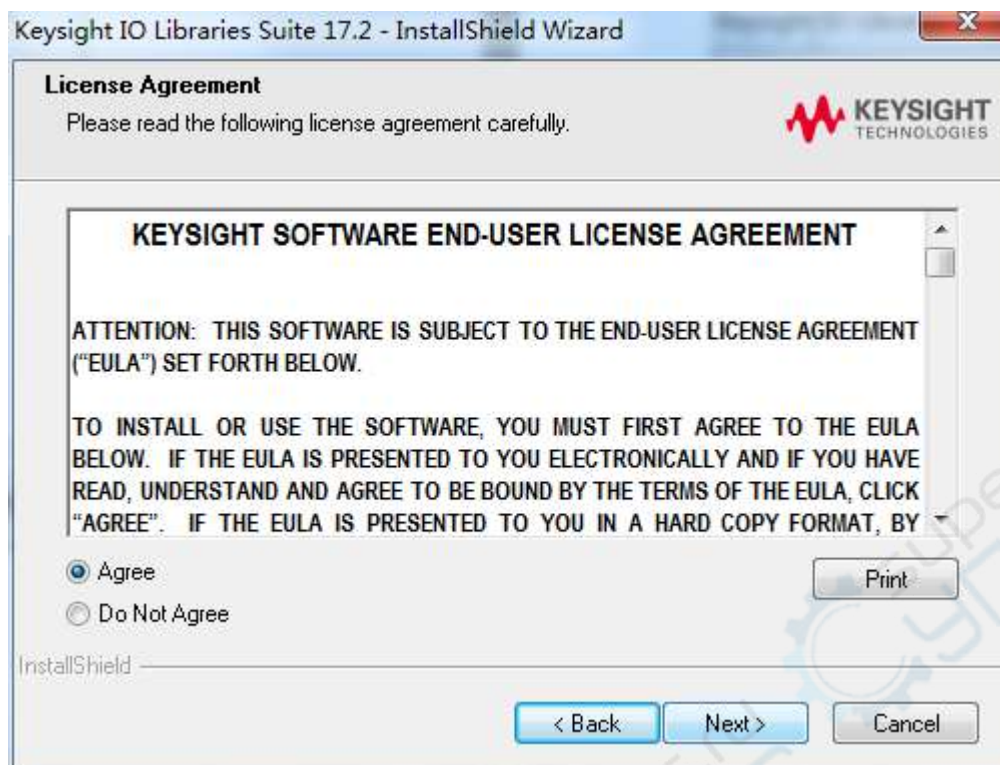 Keysight IO Libraries Suite 17.2 - InstallShield Wizard
License Agreement
Please read the following license agreement carefully.
KEYSIGHT
TECHNOLOGIES
KEYSIGHT SOFTWARE END-USER LICENSE AGREEMENT
ATTENTION: THIS SOFTWARE IS SUBJECT TO THE END-USER LICENSE AGREEMENT
(“EULA”) SET FORTH BELOW.
TO INSTALL OR USE THE SOFTWARE, YOU MUST FIRST AGREE TO THE EULA
BELOW. IF THE EULA IS PRESENTED TO YOU ELECTRONICALLY AND IF YOU HAVE
READ, UNDERSTAND AND AGREE TO BE BOUND BY THE TERMS OF THE EULA, CLICK
“AGREE”. IF THE EULA IS PRESENTED TO YOU IN A HARD COPY FORMAT, BY
Agree
Print
Do Not Agree
InstallShield
< Back
Next >
Cancel